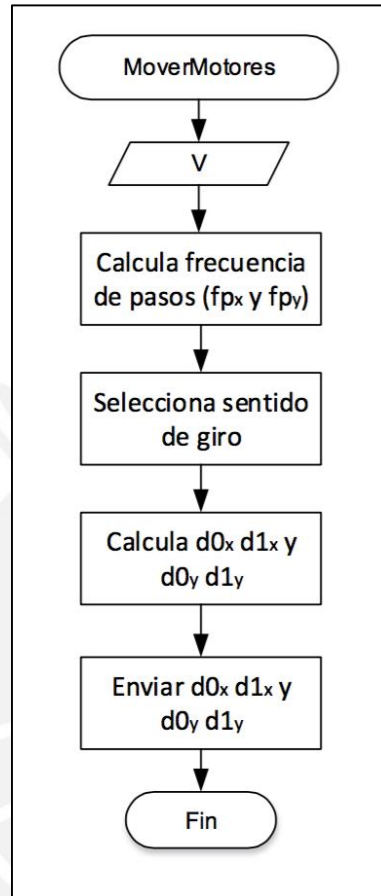 MoverMotores
V
Calcula frecuencia
de pasos (fpx y fpy)
Selecciona sentido
de giro
Calcula d0x d1x y
d0y d1y
Enviar d0x d1x y
d0y d1y
Fin